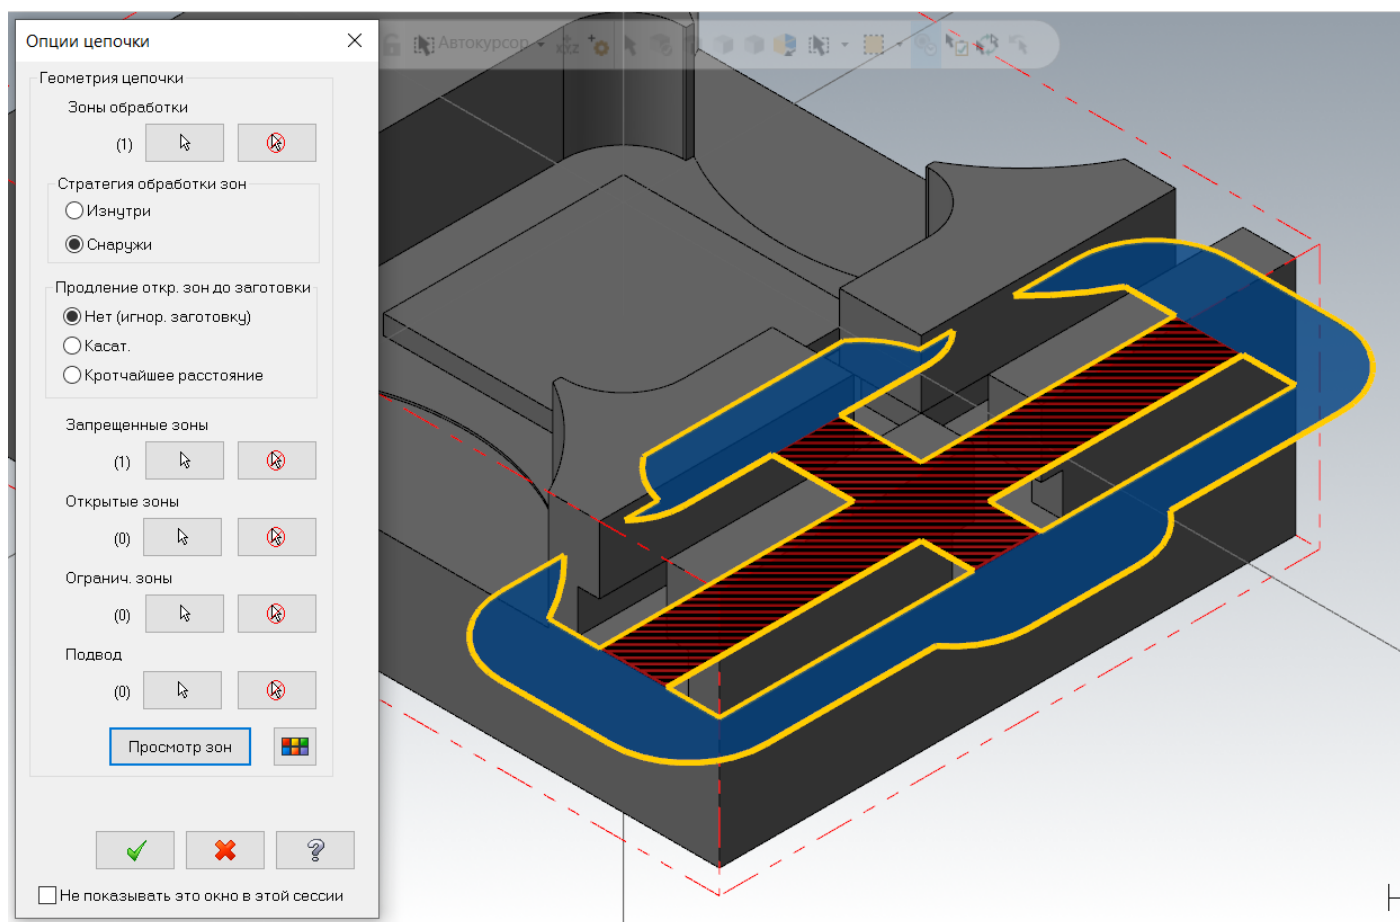 Опции цепочки
Автокурсор
Геометрия цепочки
Зоны обработки
(1)
Стратегия обработки зон
Изнутри
Снаружи
Продление откр. зон до заготовки
Нет (игнор. заготовку)
Касат.
Кротчайшее расстояние
Запрещенные зоны
(1)
Открытые зоны
(0)
Огранич. зоны
(0)
Подвод
(0)
Просмотр зон
Не показывать это окно в этой сессии